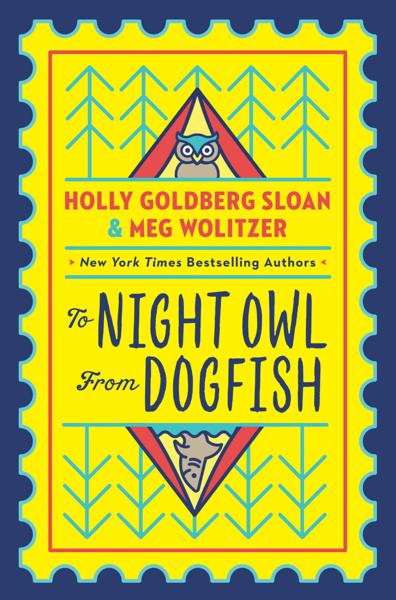 HOLLY GOLDBERG SLOAN
& MEG WOLITZER
New York Times Bestselling Authors
To NIGHT OWL
From DOGFISH